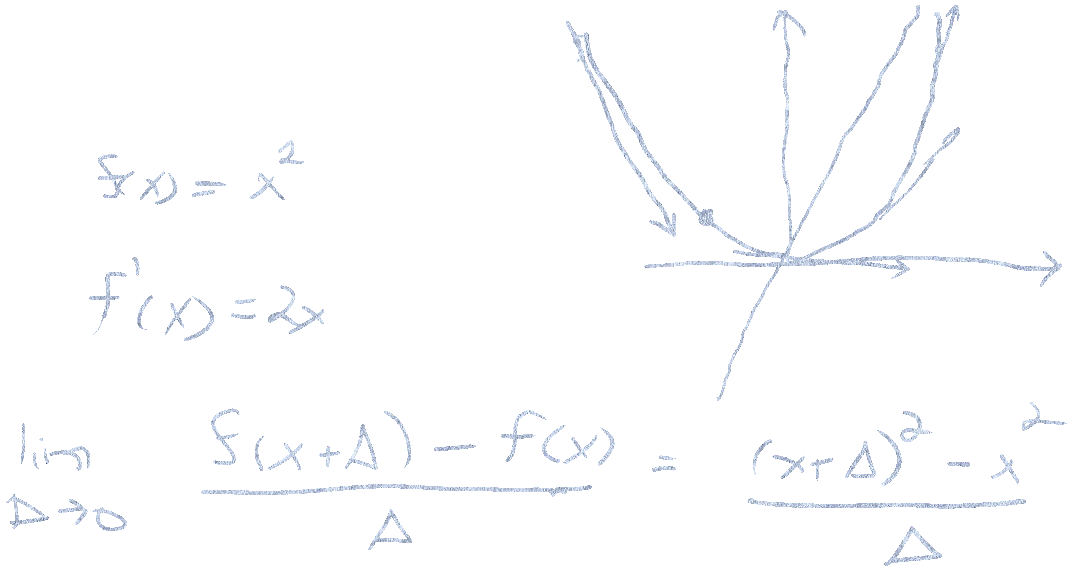 f(x) = x²
f'(x) = 2x
lim Δ→0 f(x+Δ) - f(x) / Δ = (x+Δ)² - x² / Δ